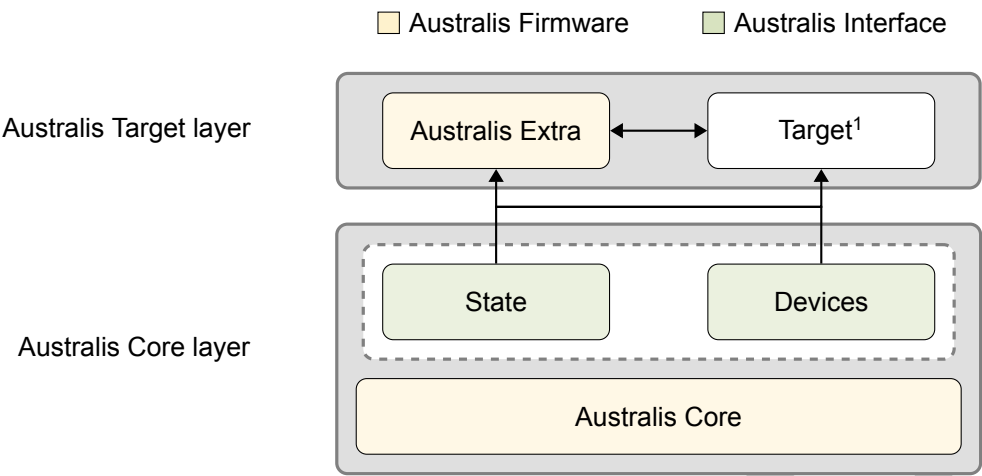 Australis Firmware
Australis Interface
Australis Target layer
Australis Extra
Target¹
State
Devices
Australis Core layer
Australis Core